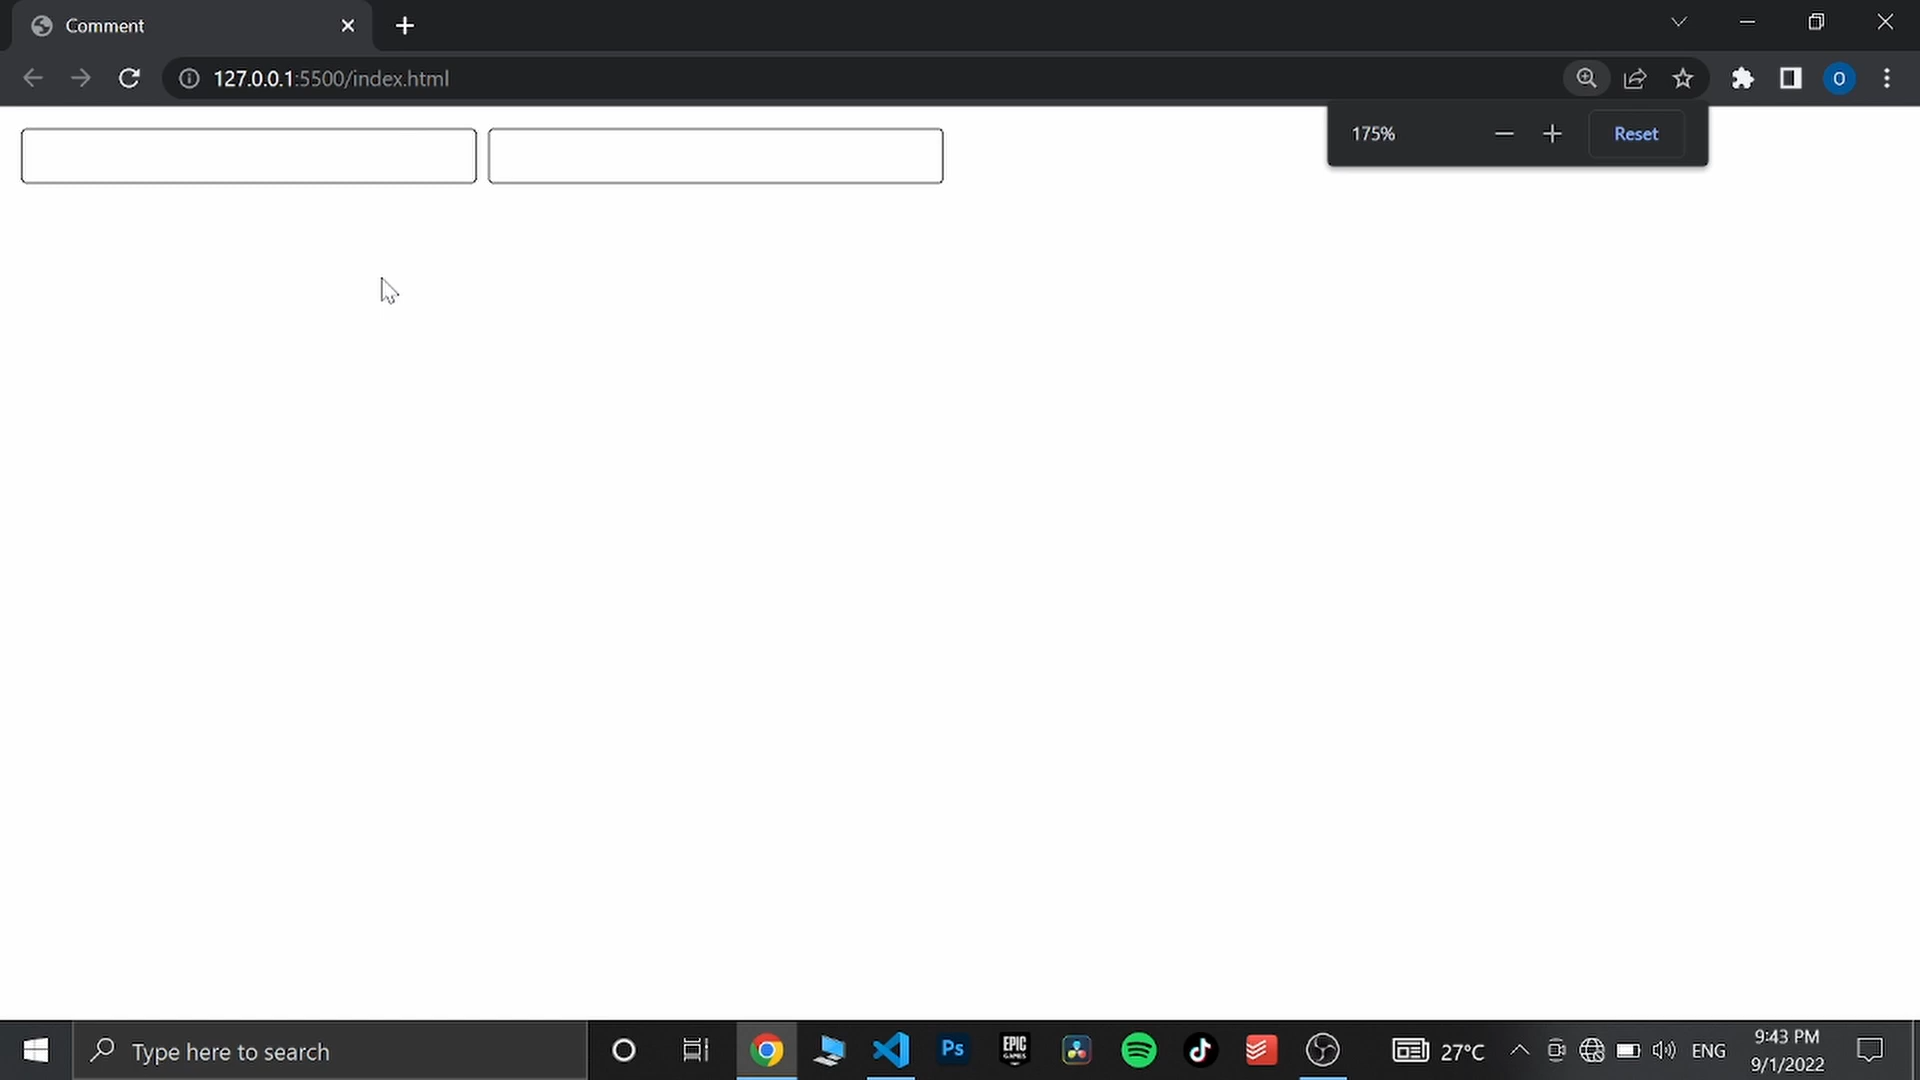 Comment
127.0.0.1:5500/index.html
175%
Reset
O
Type here to search
Ps
EPIC
GAMES
27°C
ENG
9:43 PM
9/1/2022